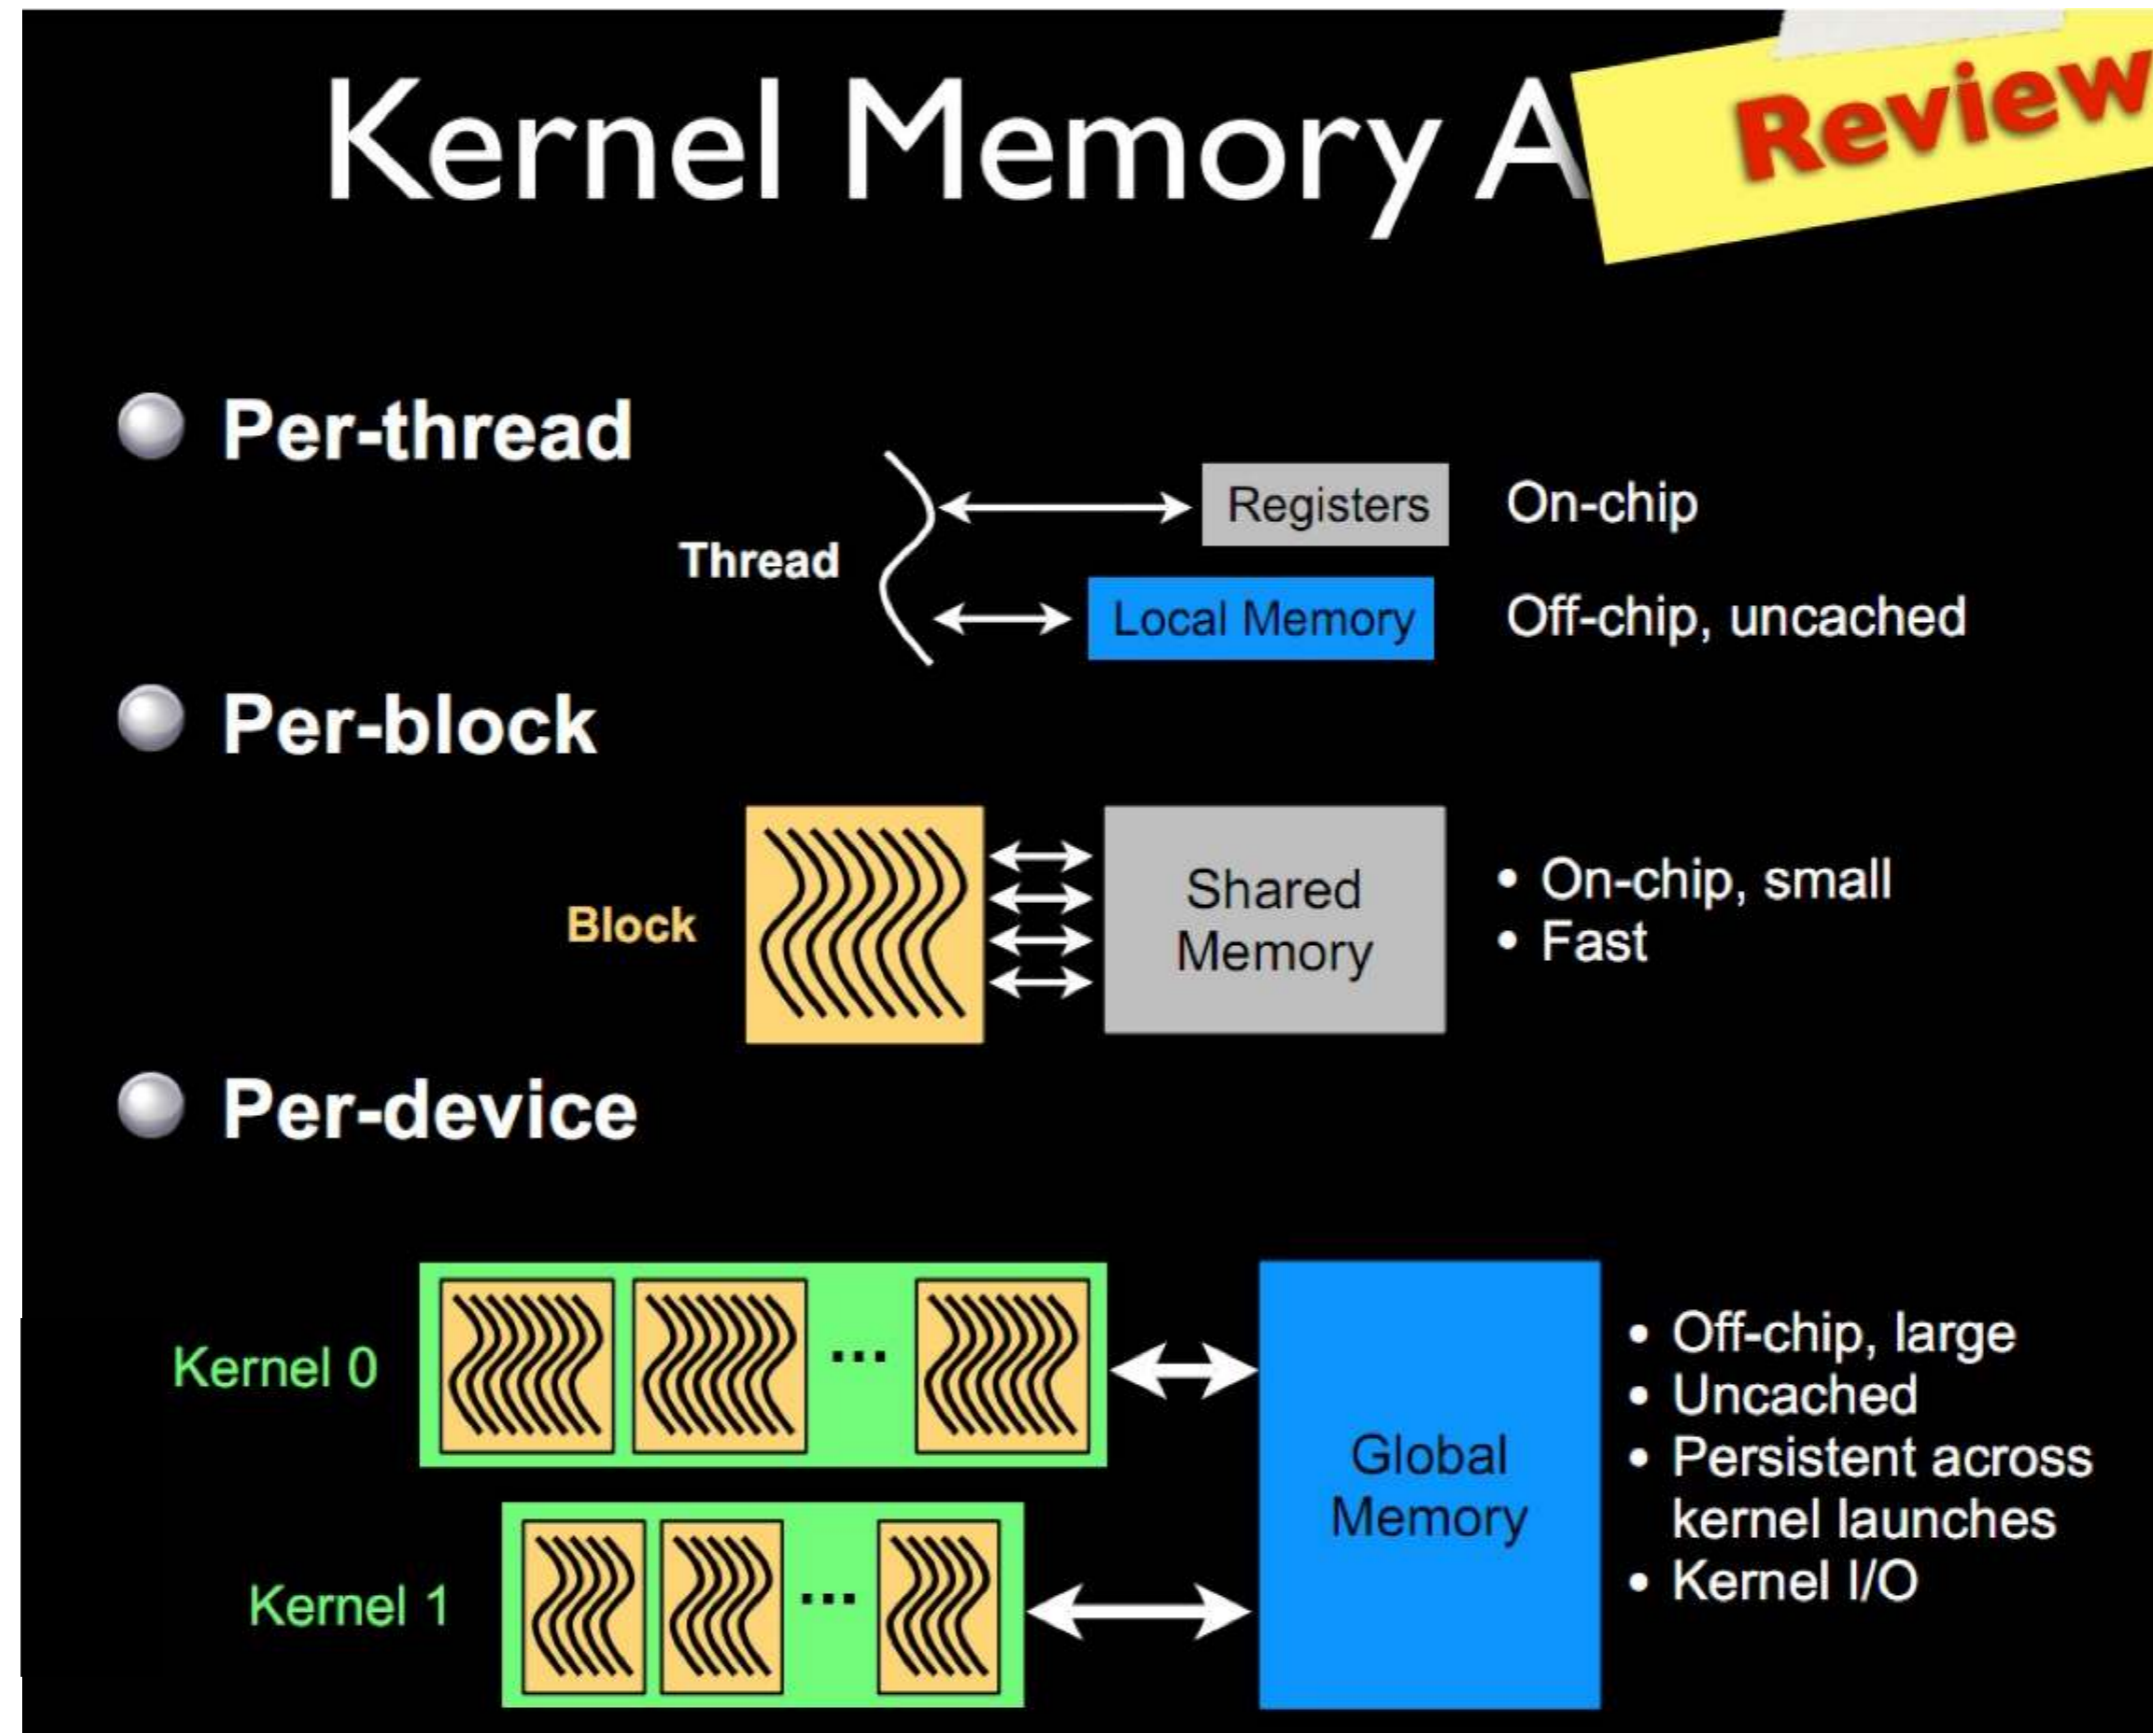 Kernel Memory A
Review
Per-thread
Thread
Registers
On-chip
Local Memory
Off-chip, uncached
Per-block
Block
Shared
Memory
• On-chip, small
• Fast
Per-device
Kernel 0
...
Kernel 1
...
Global
Memory
• Off-chip, large
• Uncached
• Persistent across
kernel launches
• Kernel I/O